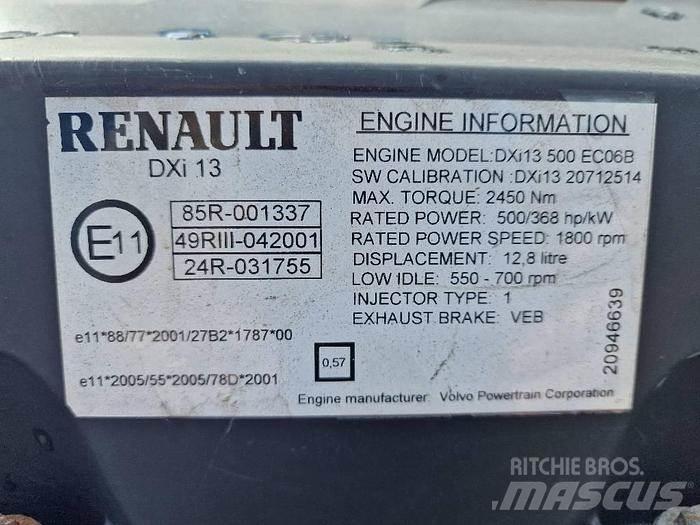 RENAULT
DXi 13
E11
85R-001337
49RIII-042001
24R-031755
e11*88/77*2001/27B2*1787*00
e11*2005/55*2005/78D*2001
0,57
ENGINE INFORMATION
ENGINE MODEL:DXi13 500 EC06B
SW CALIBRATION :DXi13 20712514
MAX. TORQUE: 2450 Nm
RATED POWER: 500/368 hp/kW
RATED POWER SPEED: 1800 rpm
DISPLACEMENT: 12,8 litre
LOW IDLE: 550 - 700 rpm
INJECTOR TYPE: 1
EXHAUST BRAKE: VEB
20946639
Engine manufacturer: Volvo Powertrain Corporation
RITCHIE BROS.
MASCUS